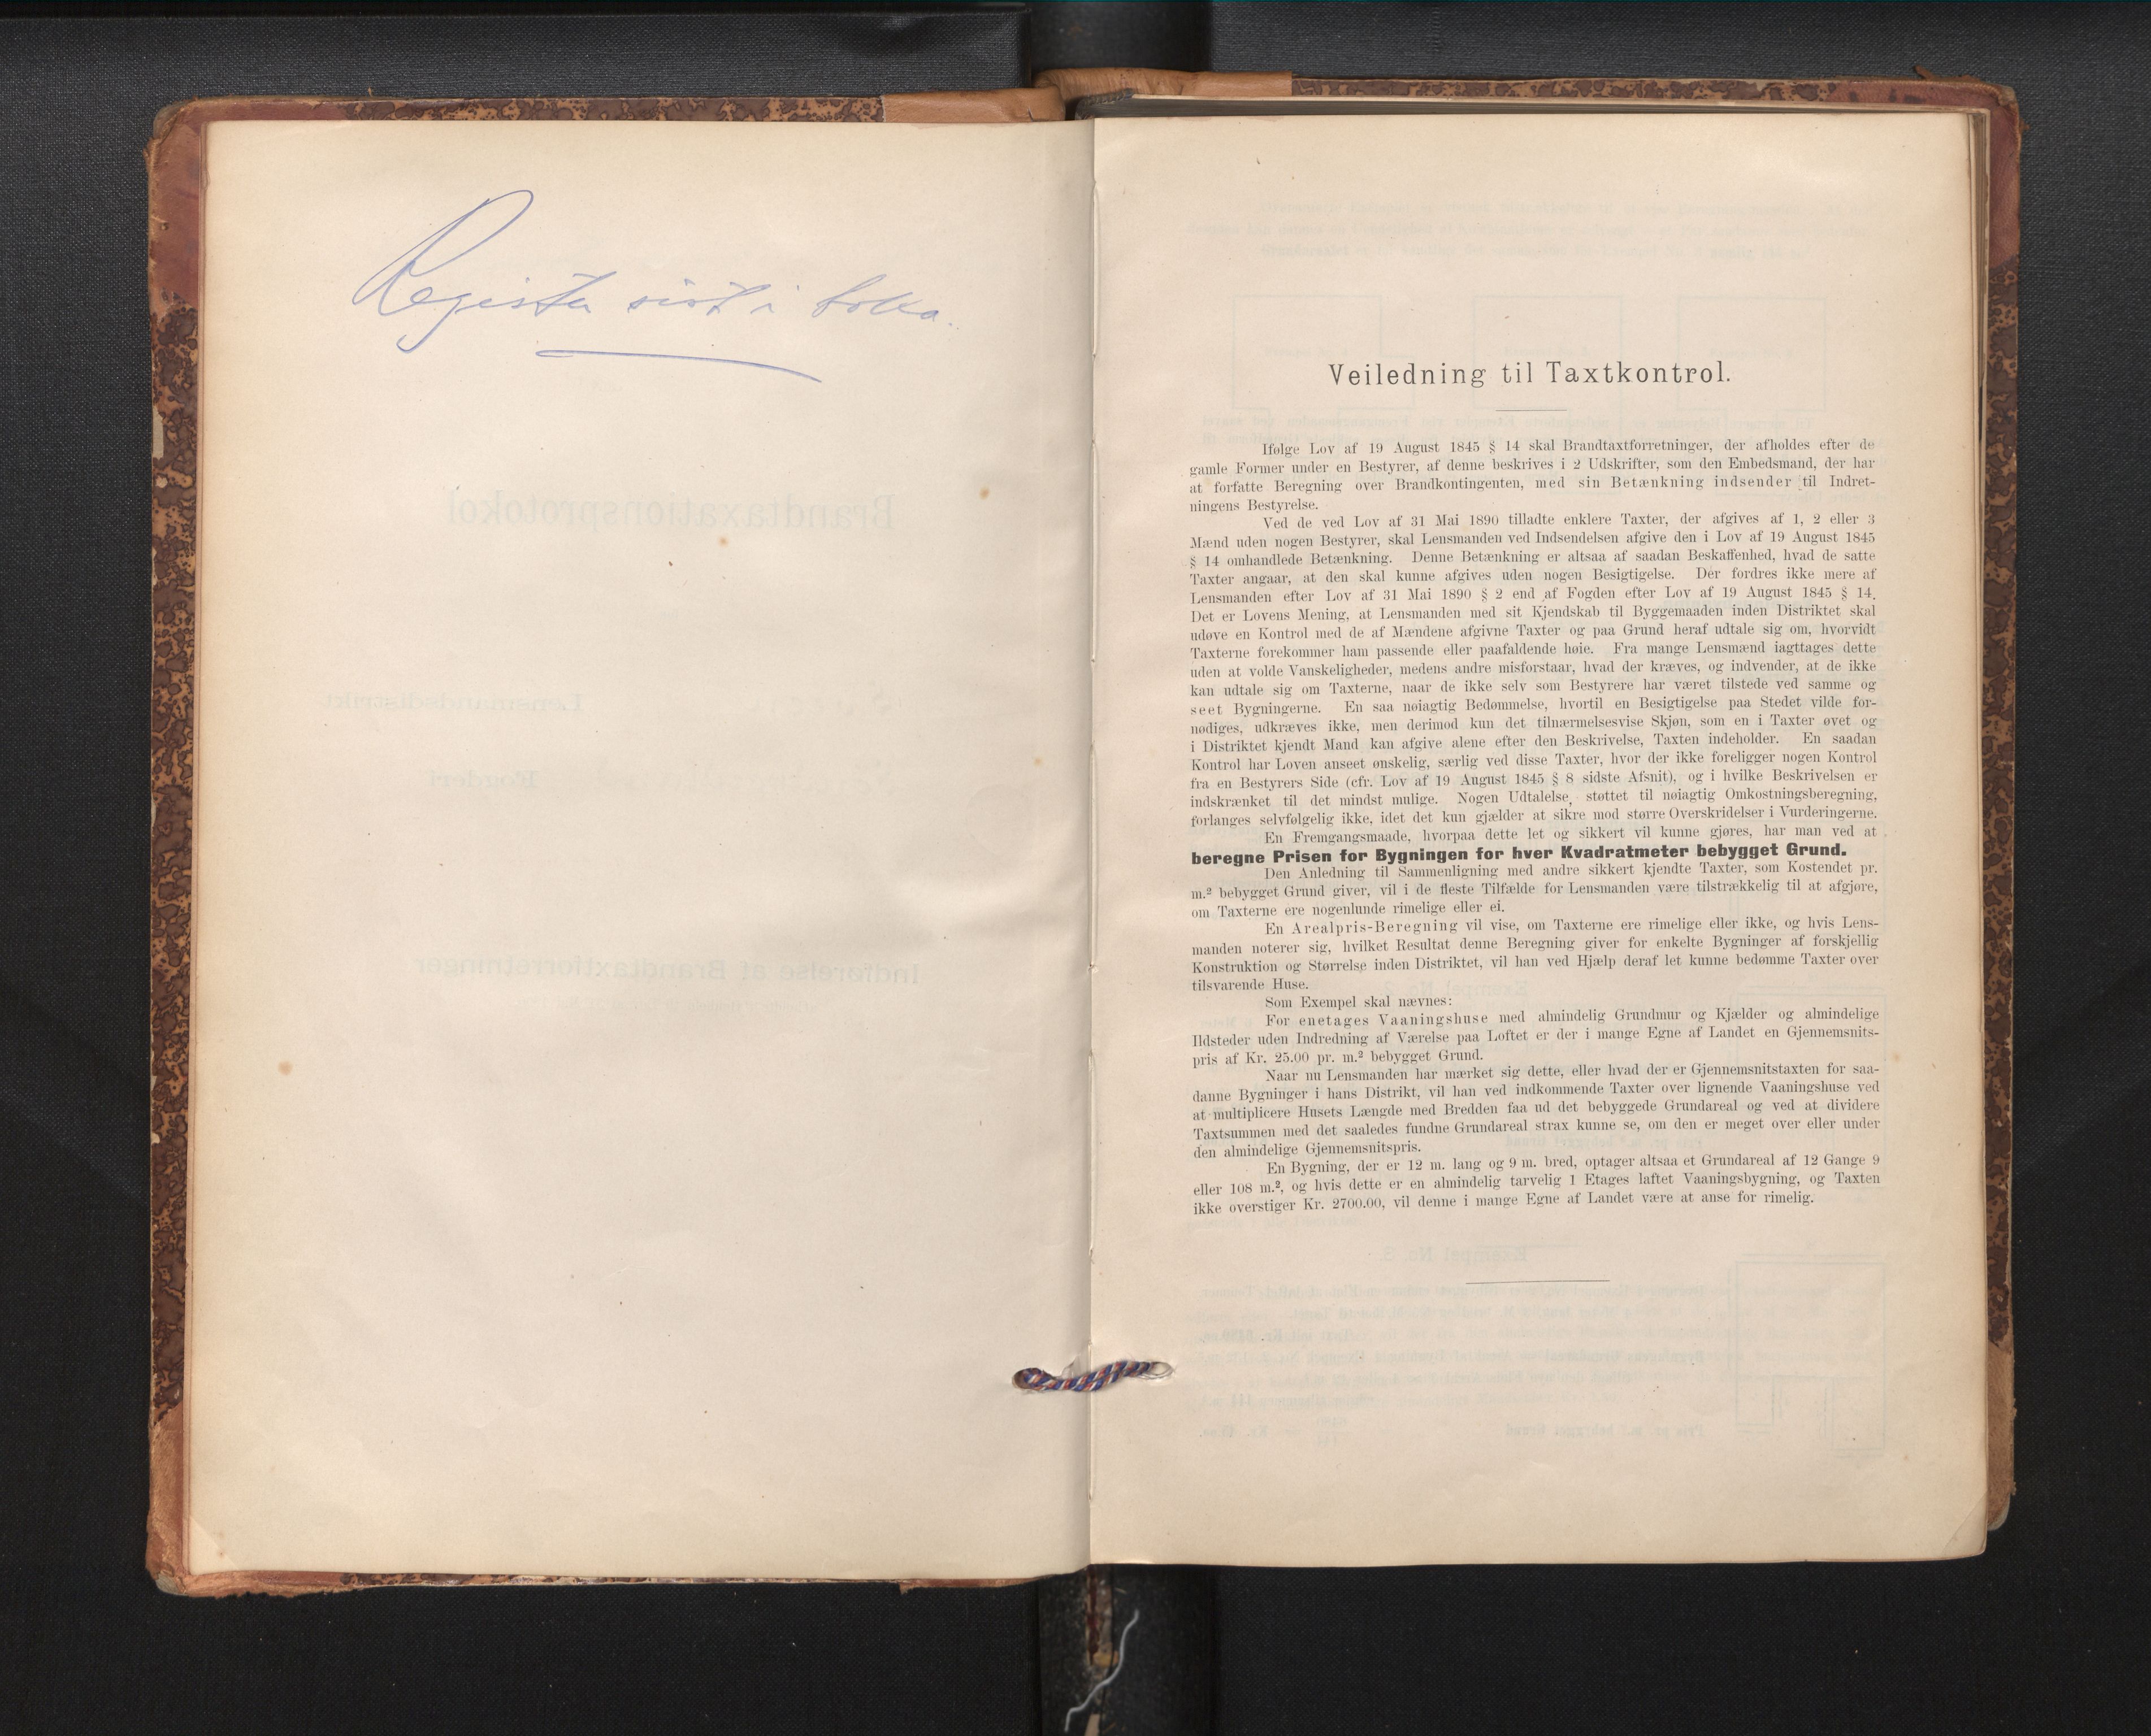 Register sist i boka.
Veiledning til Taxtkontrol.
Ifølge Lov af 19 August 1845 § 14 skal Brandtaxtforretninger, der afholdes efter de
gamle Former under en Bestyrer, af denne beskrives i 2 Udskrifter, som den Embedsmand, der har
at forfatte Beregning over Brandkontingenten, med sin Betænkning indsender til Indret-
ningens Bestyrelse.
Ved de ved Lov af 31 Mai 1890 tilladte enklere Taxter, der afgives af 1, 2 eller 3
Mænd uden nogen Bestyrer, skal Lensmanden ved Indsendelsen afgive den i Lov af 19 August 1845
§ 14 omhandlede Betænkning. Denne Betænkning er altsaa af saadan Beskaffenhed, hvad de satte
Taxter angaar, at den skal kunne afgives uden nogen Besigtigelse. Der fordres ikke mere af
Lensmanden efter Lov af 31 Mai 1890 § 2 end af Fogden efter Lov af 19 August 1845 § 14.
Det er Lovens Mening, at Lensmanden med sit Kjendskab til Byggemaaden inden Distriktet skal
udøve en Kontrol med de af Mændene afgivne Taxter og paa Grund heraf udtale sig om, hvorvidt
Taxterne forekommer ham passende eller paafaldende høie. Fra mange Lensmænd iagttages dette
uden at volde Vanskeligheder, medens andre misforstaar, hvad der kræves, og indvender, at de ikke
kan udtale sig om Taxterne, naar de ikke selv som Bestyrere har været tilstede ved samme og
seet Bygningerne. En saa nøiagtig Bedømmelse, hvortil en Besigtigelse paa Stedet vilde for-
nødiges, udkræves ikke, men derimod kun det tilnærmelsesvise Skjøn, som en i Taxter øvet og
i Distriktet kjendt Mand kan afgive alene efter den Beskrivelse, Taxten indeholder. En saadan
Kontrol har Loven anseet ønskelig, særlig ved disse Taxter, hvor der ikke foreligger nogen Kontrol
fra en Bestyrers Side (cfr. Lov af 19 August 1845 § 8 sidste Afsnit), og i hvilke Beskrivelsen er
indskrænket til det mindst mulige. Nogen Udtalelse, støttet til nøiagtig Omkostningsberegning,
forlanges selvfølgelig ikke, idet det kun gjælder at sikre mod større Overskridelser i Vurderingerne.
En Fremgangsmaade, hvorpaa dette let og sikkert vil kunne gjøres, har man ved at
beregne Prisen for Bygningen for hver Kvadratmeter bebygget Grund.
Den Anledning til Sammenligning med andre sikkert kjendte Taxter, som Kostendet pr.
m.² bebygget Grund giver, vil i de fleste Tilfælde for Lensmanden være tilstrækkelig til at afgjøre,
om Taxterne ere nogenlunde rimelige eller ei.
En Arealpris-Beregning vil vise, om Taxterne ere rimelige eller ikke, og hvis Lens-
manden noterer sig, hvilket Resultat denne Beregning giver for enkelte Bygninger af forskjellig
Konstruktion og Størrelse inden Distriktet, vil han ved Hjælp deraf let kunne bedømme Taxter over
tilsvarende Huse.
Som Exempel skal nævnes:
For enetages Vaaningshuse med almindelig Grundmur og Kjælder og almindelige
Ildsteder uden Indredning af Værelse paa Loftet er der i mange Egne af Landet en Gjennemsnits-
pris af Kr. 25.00 pr. m.² bebygget Grund.
Naar nu Lensmanden har mærket sig dette, eller hvad der er Gjennemsnitstaxten for saa-
danne Bygninger i hans Distrikt, vil han ved indkommende Taxter over lignende Vaaningshuse ved
at multiplicere Husets Længde med Bredden faa ud det bebyggede Grundareal og ved at dividere
Taxtsummen med det saaledes fundne Grundareal strax kunne se, om den er meget over eller under
den almindelige Gjennemsnitspris.
En Bygning, der er 12 m. lang og 9 m. bred, optager altsaa et Grundareal af 12 Gange 9
eller 108 m.², og hvis dette er en almindelig tarvelig 1 Etages laftet Vaaningsbygning, og Taxten
ikke overstiger Kr. 2700.00, vil denne i mange Egne af Landet være at anse for rimelig.